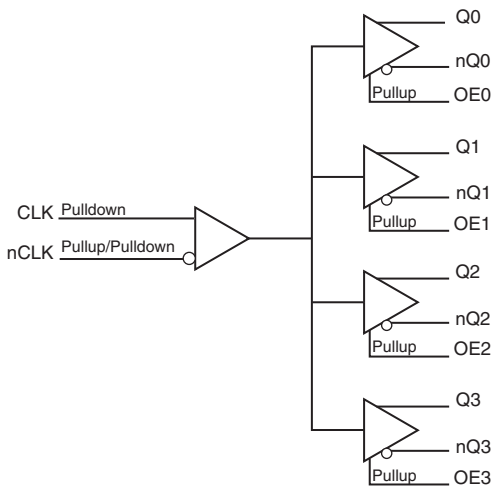 Q0
nQ0
Pullup OE0
Q1
nQ1
Pullup OE1
CLK Pulldown
nCLK Pullup/Pulldown
Q2
nQ2
Pullup OE2
Q3
nQ3
Pullup OE3